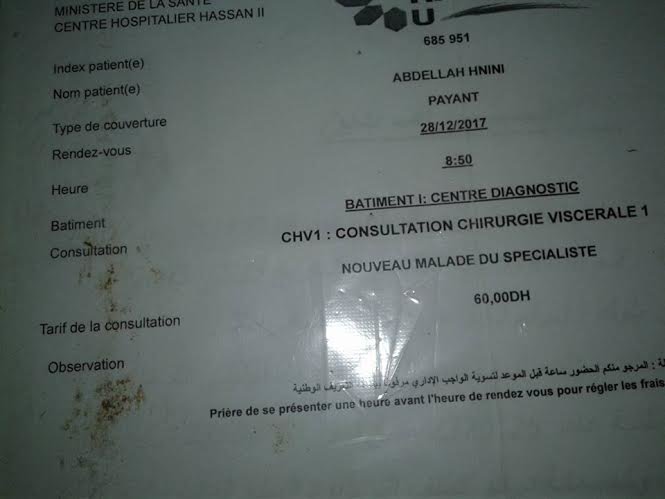 MINISTERE DE LA SANTE
CENTRE HOSPITALIER HASSAN II
H
U
Index patient(e) 685 951
Nom patient(e) ABDELLAH HNINI
Type de couverture PAYANT
Rendez-vous 28/12/2017
Heure 8:50
Batiment BATIMENT I: CENTRE DIAGNOSTIC
Consultation CHV1 : CONSULTATION CHIRURGIE VISCERALE 1
NOUVEAU MALADE DU SPECIALISTE
Tarif de la consultation 60,00DH
Observation
المرجو منكم الحضور ساعة قبل الموعد لتسوية الواجب الإداري الوطنية
Prière de se présenter une heure avant l'heure de rendez vous pour régler les frais